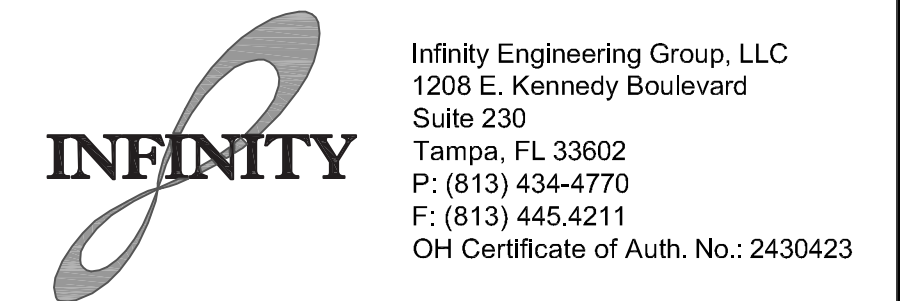 INFINITY
Infinity Engineering Group, LLC
1208 E. Kennedy Boulevard
Suite 230
Tampa, FL 33602
P: (813) 434-4770
F: (813) 445.4211
OH Certificate of Auth. No.: 2430423